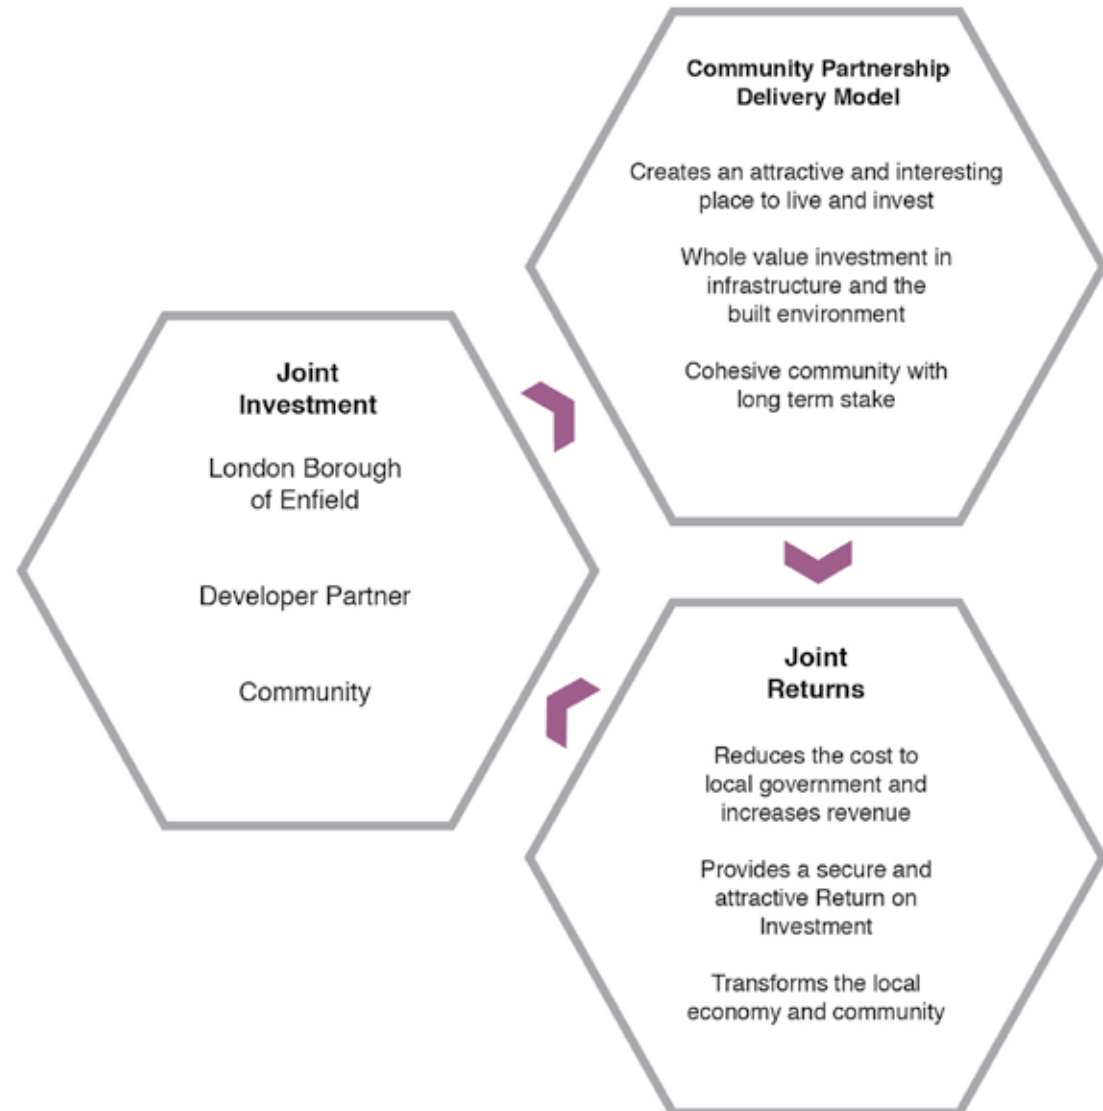 Community Partnership
Delivery Model
Creates an attractive and interesting
place to live and invest
Whole value investment in
infrastructure and the
built environment
Cohesive community with
long term stake
Joint
Investment
London Borough
of Enfield
Developer Partner
Community
Joint
Returns
Reduces the cost to
local government and
increases revenue
Provides a secure and
attractive Return on
Investment
Transforms the local
economy and community